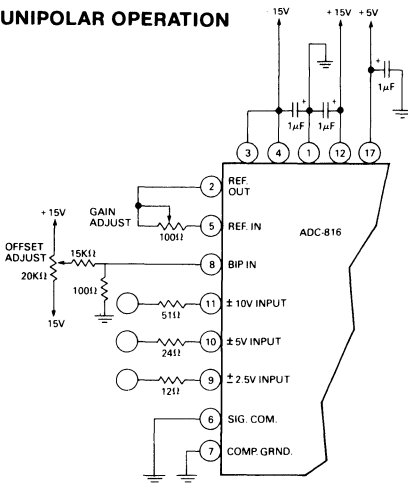 UNIPOLAR OPERATION
15V
+ 15V
+ 5V
+
1µF
+
1µF
+
1µF
3
4
1
12
17
2
REF. OUT
GAIN ADJUST
100Ω
5
REF. IN
ADC-816
+ 15V
OFFSET ADJUST
15KΩ
20KΩ
100Ω
15V
8
BIP IN
51Ω
11
± 10V INPUT
24Ω
10
± 5V INPUT
12Ω
9
± 2.5V INPUT
6
SIG. COM.
7
COMP. GRND.